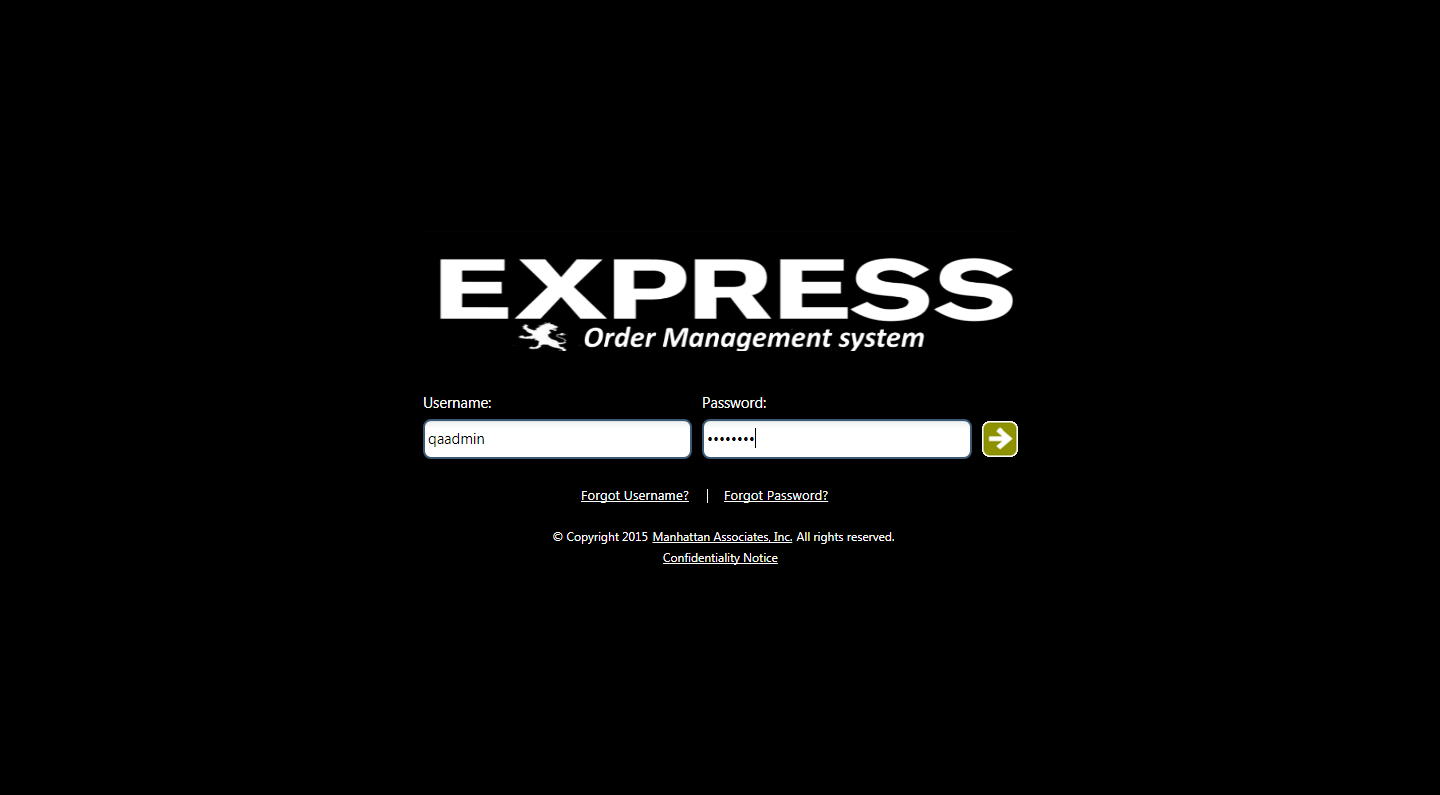 EXPRESS
Order Management system
Username: Password:
qaadmin ••••••••
Forgot Username? | Forgot Password?
© Copyright 2015 Manhattan Associates, Inc. All rights reserved.
Confidentiality Notice